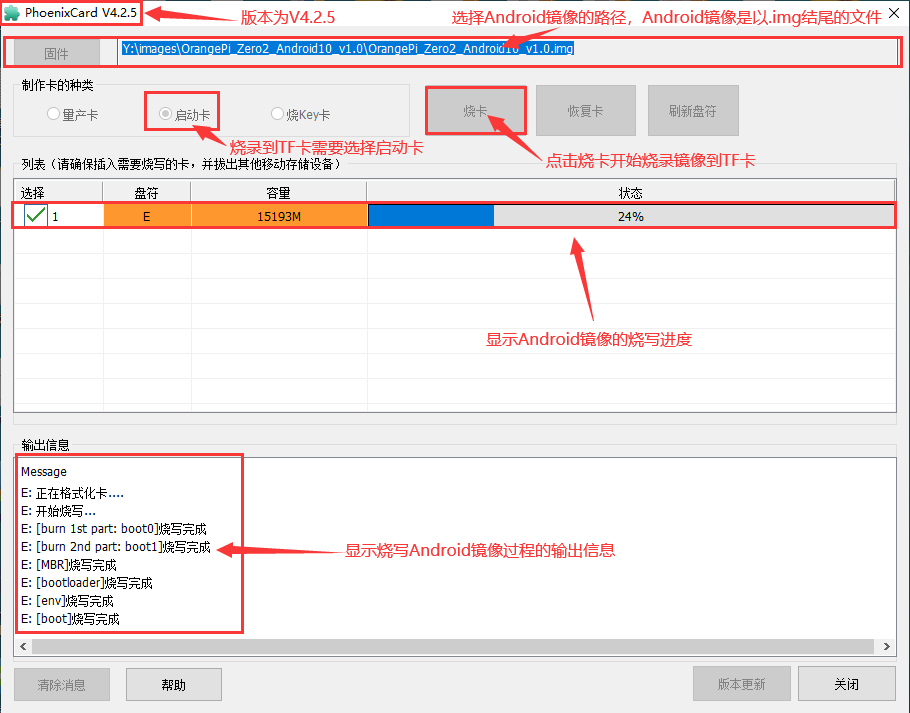 PhoenixCard V4.2.5
版本为V4.2.5
选择Android镜像的路径，Android镜像是以.img结尾的文件
固件
Y:\images\OrangePi_Zero2_Android10_v1.0\OrangePi_Zero2_Android10_v1.0.img
制作卡的种类
量产卡
启动卡
烧Key卡
烧卡
恢复卡
刷新盘符
烧录到TF卡需要选择启动卡
点击烧卡开始烧录镜像到TF卡
列表（请确保插入需要烧写的卡，并拔出其他移动存储设备）
选择 盘符 容量 状态
1 E 15193M 24%
显示Android镜像的烧写进度
输出信息
Message
E: 正在格式化卡....
E: 开始烧写...
E: [burn 1st part: boot0]烧写完成
E: [burn 2nd part: boot1]烧写完成
显示烧写Android镜像过程的输出信息
E: [MBR]烧写完成
E: [bootloader]烧写完成
E: [env]烧写完成
E: [boot]烧写完成
清除消息
帮助
版本更新
关闭